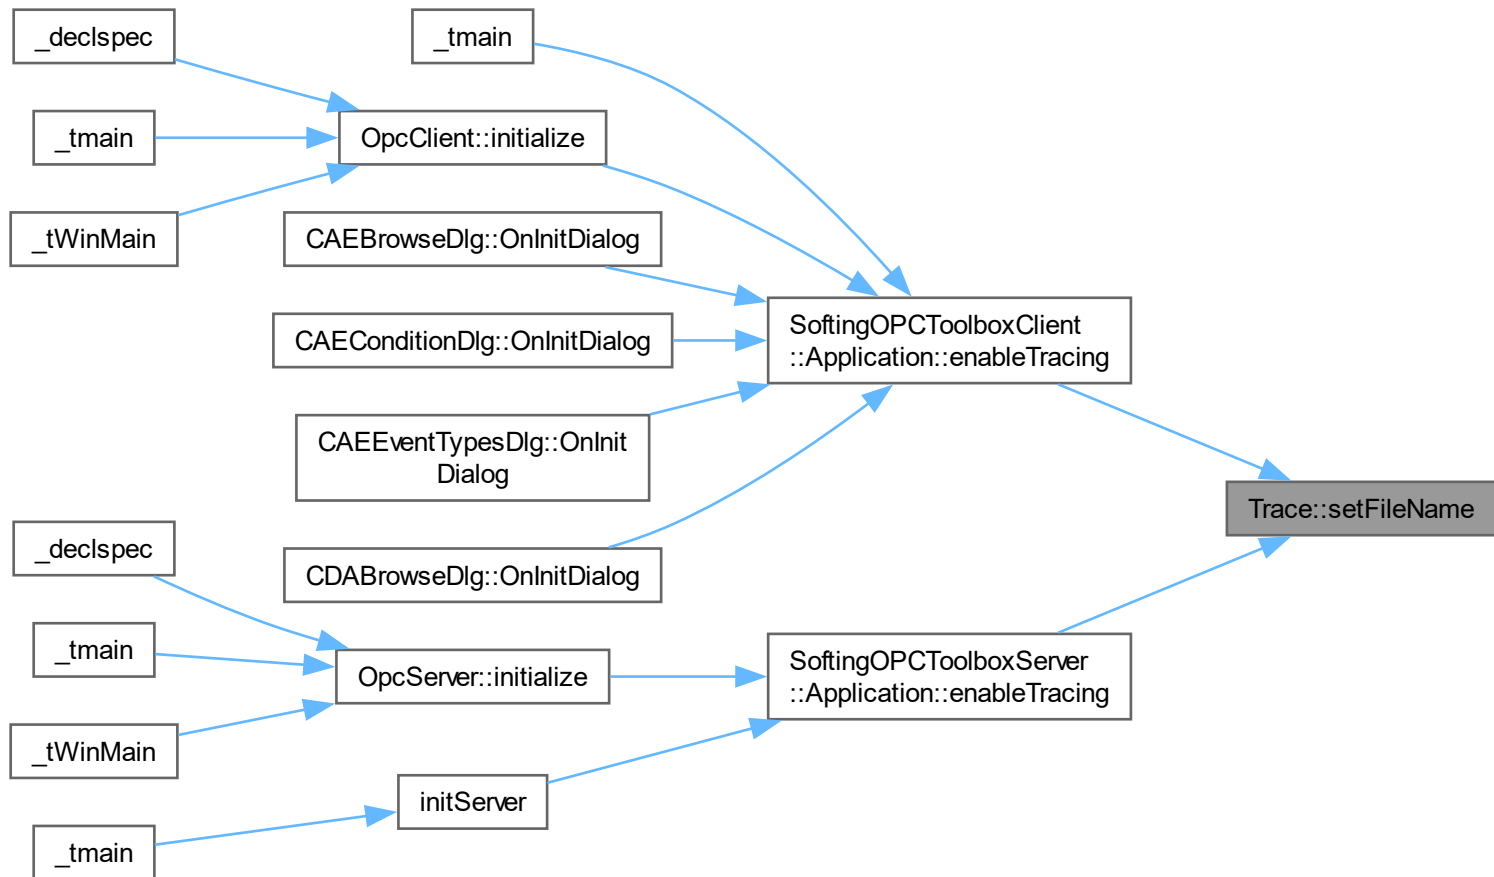 _declspec
_tmain
_tmain
OpcClient::initialize
_tWinMain
CAEBrowseDlg::OnInitDialog
SoftingOPCToolboxClient
::Application::enableTracing
CAEConditionDlg::OnInitDialog
CAEEventTypesDlg::OnInit
Dialog
Trace::setFileName
_declspec
CDABrowseDlg::OnInitDialog
_tmain
OpcServer::initialize
SoftingOPCToolboxServer
::Application::enableTracing
_tWinMain
initServer
_tmain